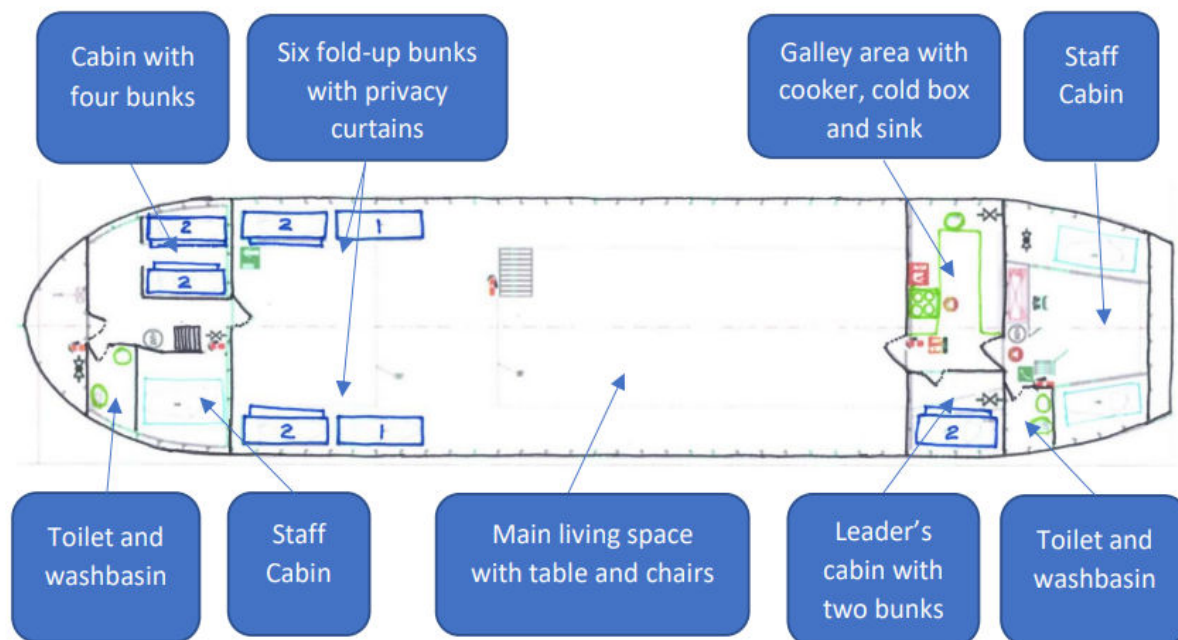 Cabin with
four bunks
Six fold-up bunks
with privacy
curtains
Galley area with
cooker, cold box
and sink
Staff
Cabin
2
2
1
2
2
1
2
Toilet and
washbasin
Staff
Cabin
Main living space
with table and chairs
Leader’s
cabin with
two bunks
Toilet and
washbasin